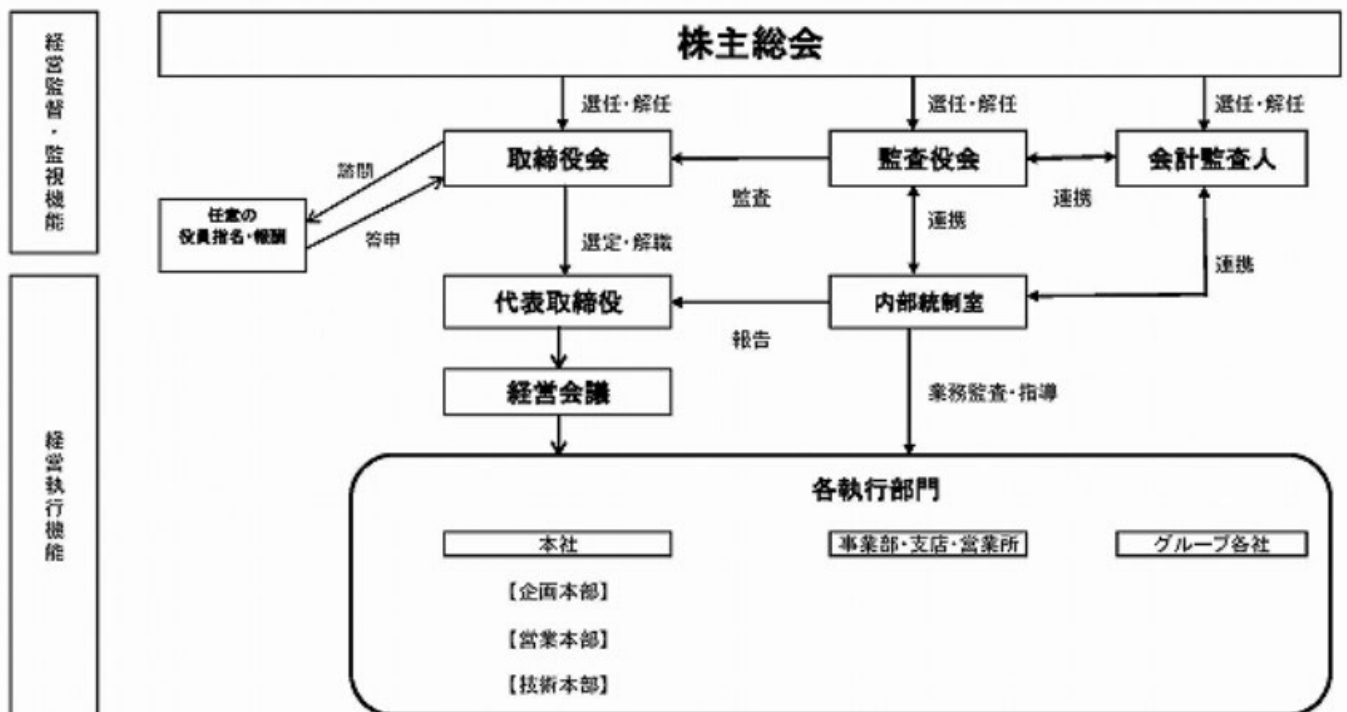 経営監督・監視機能
株主総会
選任・解任
選任・解任
選任・解任
取締役会
監査役会
会計監査人
諮問
監査
連携
任意の
役員指名・報酬
答申
選定・解職
連携
連携
代表取締役
内部統制室
報告
経営会議
業務監査・指導
経営執行機能
各執行部門
本社
事業部・支店・営業所
グループ各社
【企画本部】
【営業本部】
【技術本部】